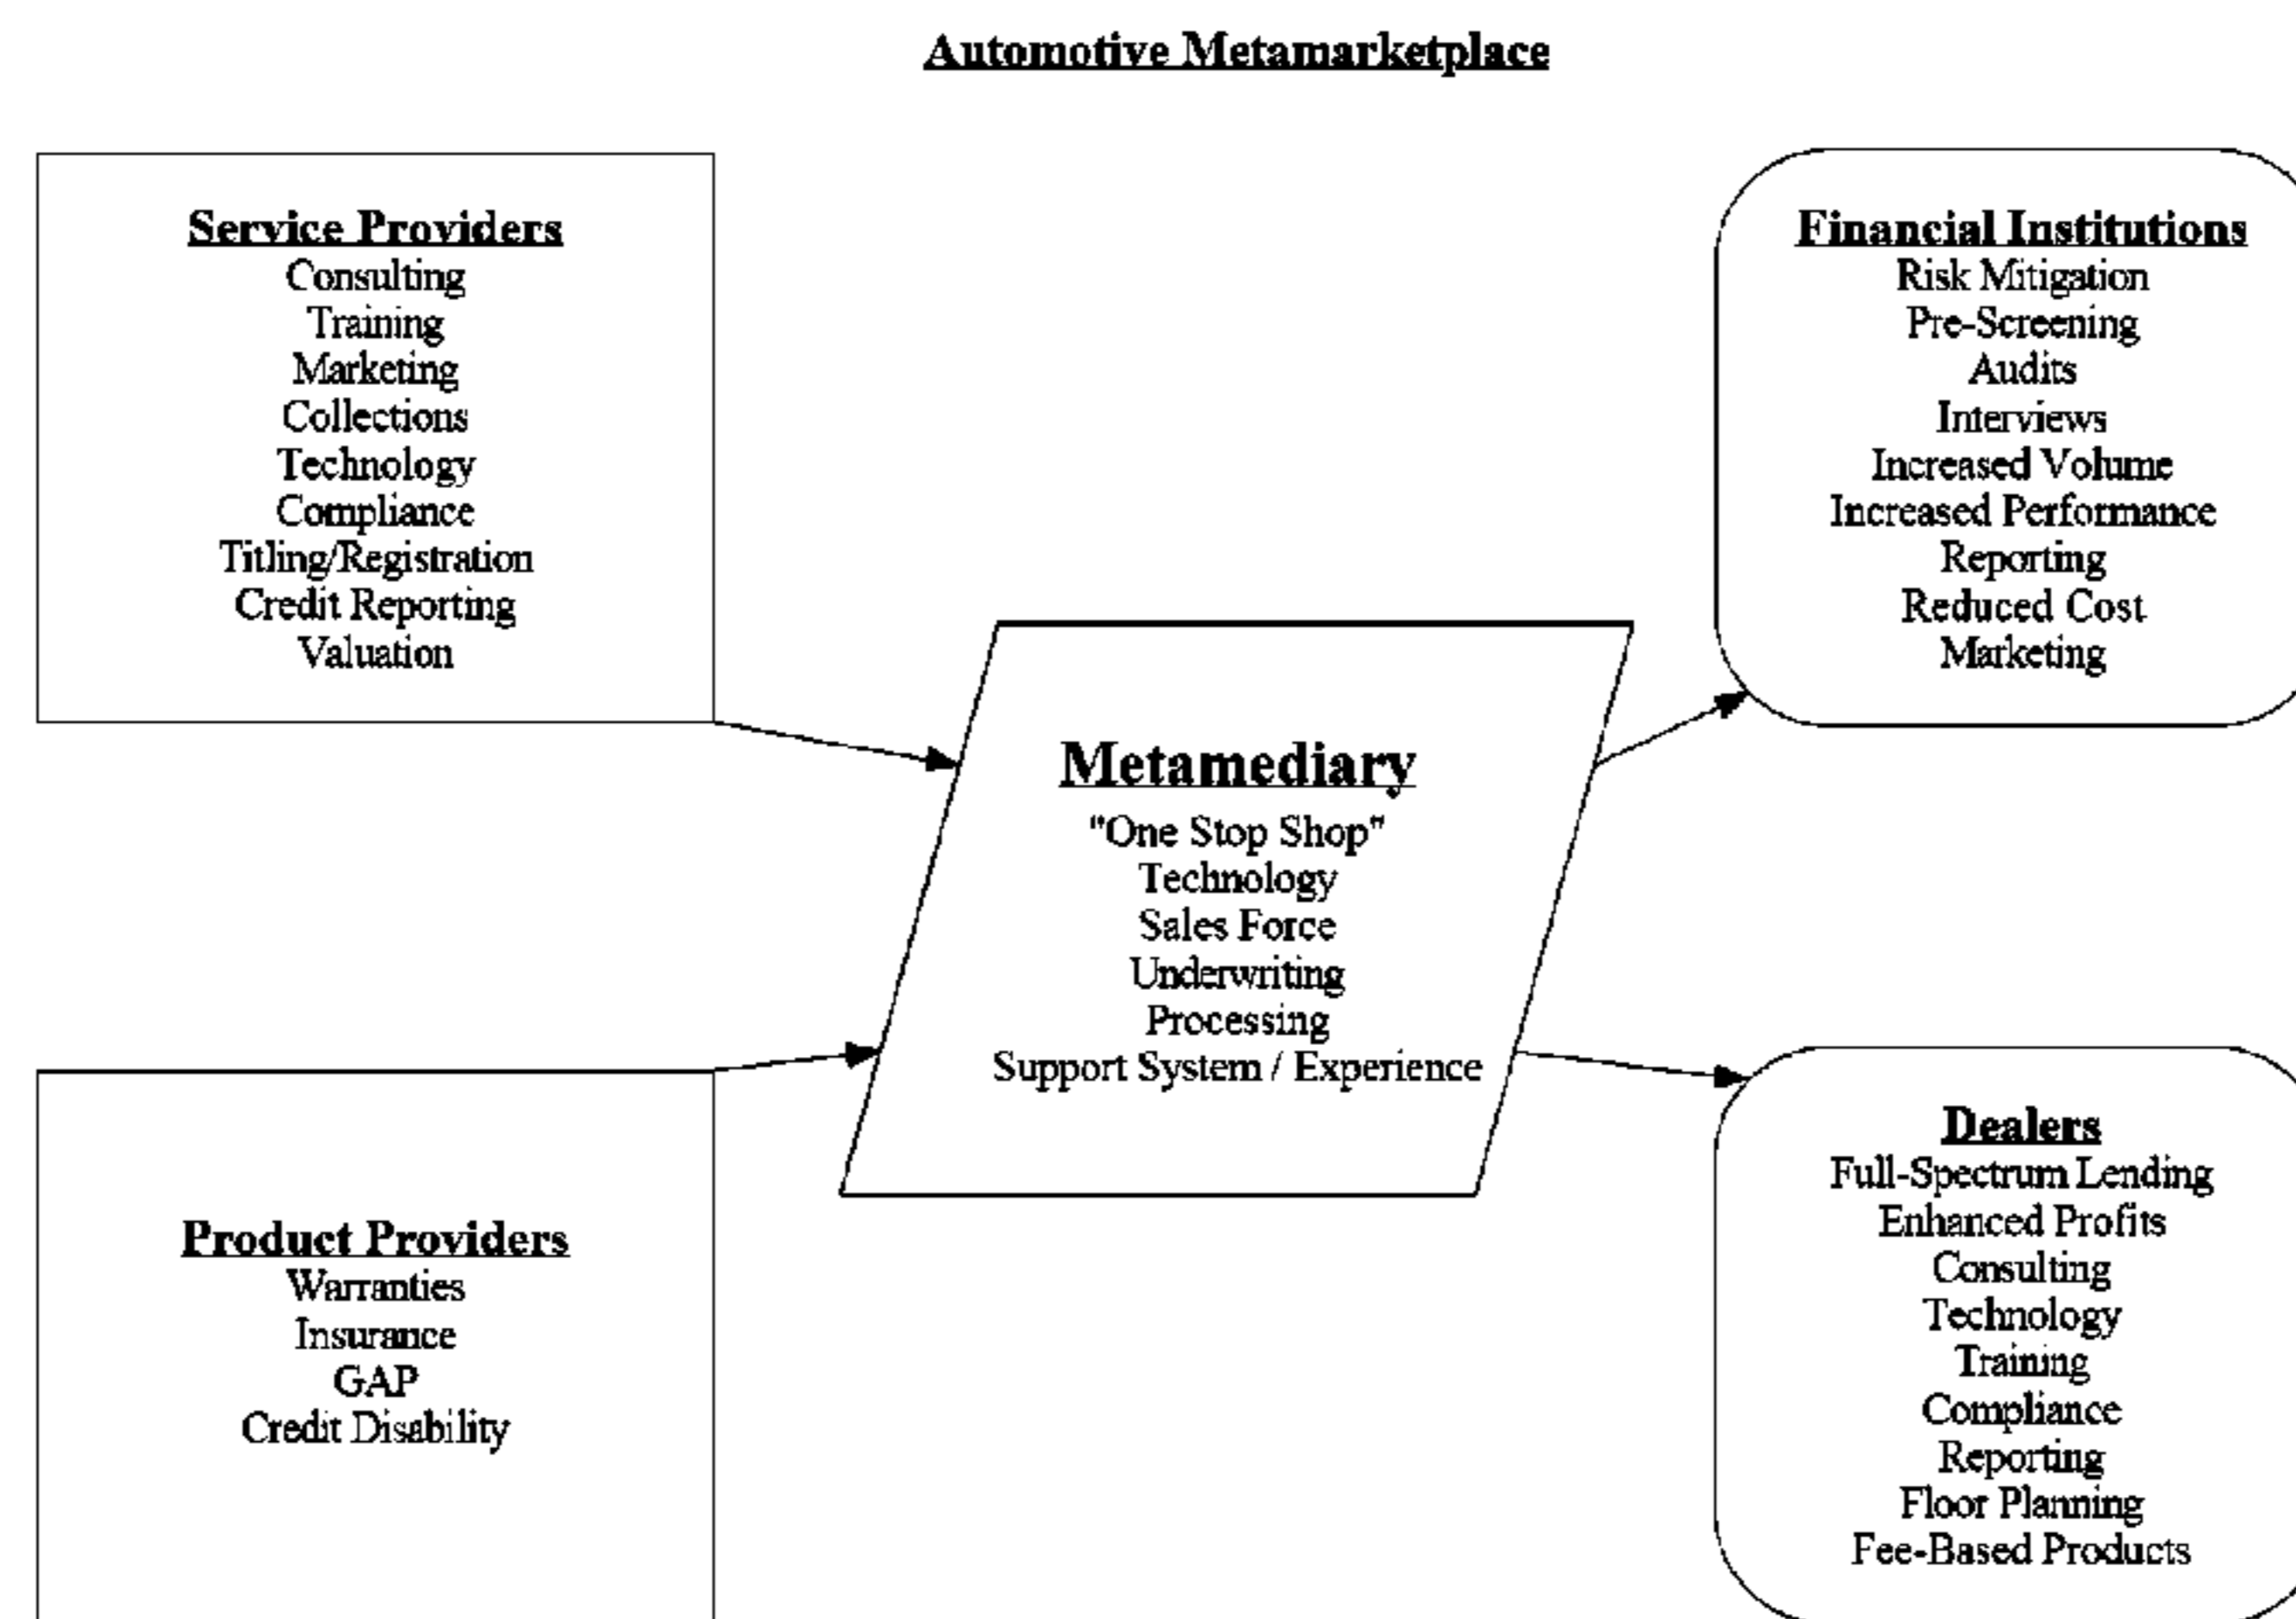 Automotive Metamarketplace
Service Providers
Consulting
Training
Marketing
Collections
Technology
Compliance
Titling/Registration
Credit Reporting
Valuation
Financial Institutions
Risk Mitigation
Pre-Screening
Audits
Interviews
Increased Volume
Increased Performance
Reporting
Reduced Cost
Marketing
Metamediary
"One Stop Shop"
Technology
Sales Force
Underwriting
Processing
Support System / Experience
Product Providers
Warranties
Insurance
GAP
Credit Disability
Dealers
Full-Spectrum Lending
Enhanced Profits
Consulting
Technology
Training
Compliance
Reporting
Floor Planning
Fee-Based Products